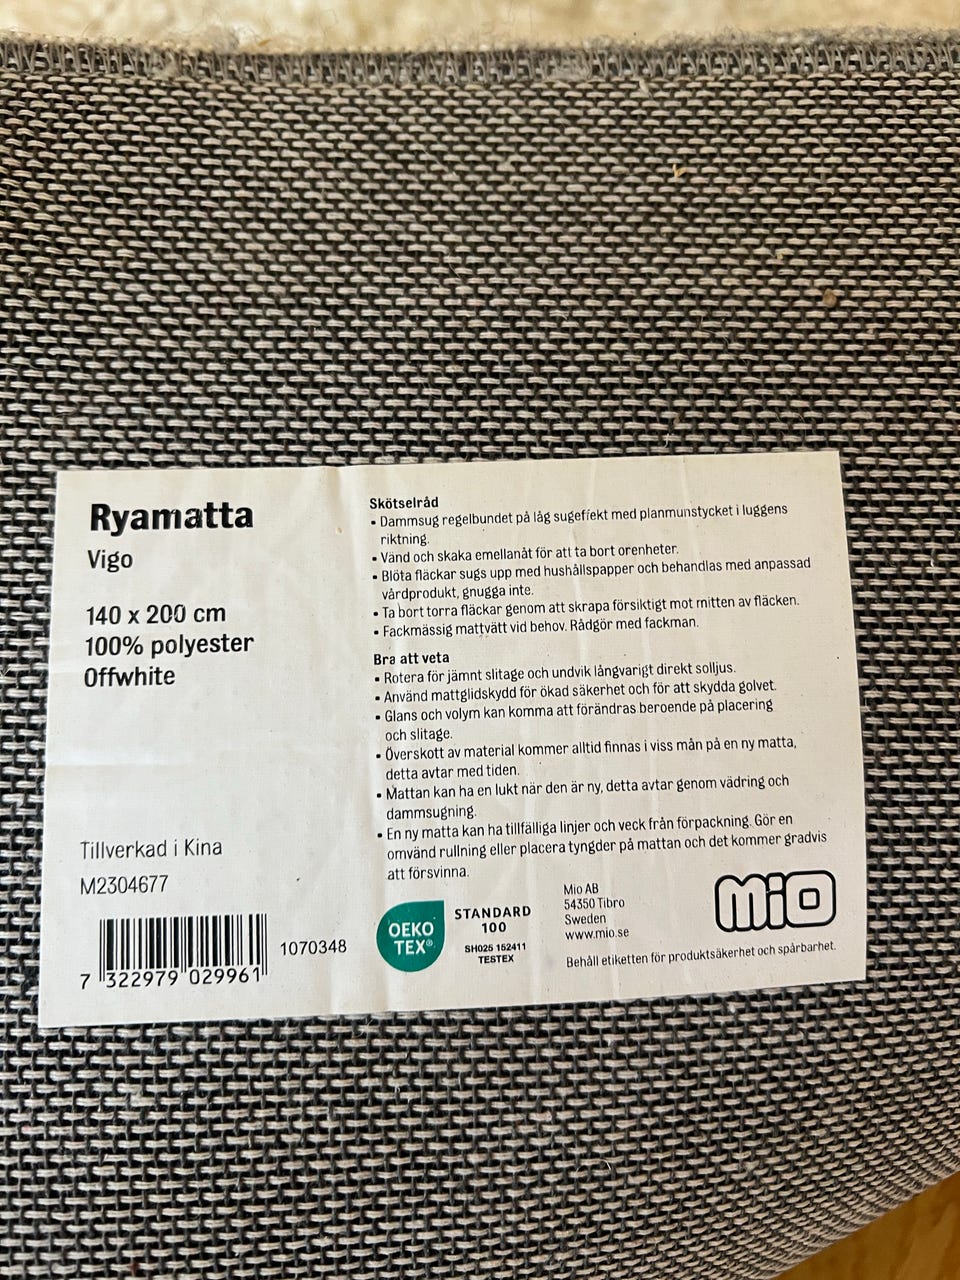 Ryamatta
Vigo
140 x 200 cm
100% polyester
Offwhite
Tillverkad i Kina
M2304677
7 322979 029961
1070348
Skötselråd
• Dammsug regelbundet på låg sugeffekt med planmunstycket i luggens
riktning.
• Vänd och skaka emellanåt för att ta bort orenheter.
• Blöta fläckar sugs upp med hushållspapper och behandlas med anpassad
vårdprodukt, gnugga inte.
• Ta bort torra fläckar genom att skrapa försiktigt mot mitten av fläcken.
• Fackmässig mattvätt vid behov. Rådgör med fackman.
Bra att veta
• Rotera för jämnt slitage och undvik långvarigt direkt solljus.
• Använd mattglidskydd för ökad säkerhet och för att skydda golvet.
• Glans och volym kan komma att förändras beroende på placering
och slitage.
• Överskott av material kommer alltid finnas i viss mån på en ny matta,
detta avtar med tiden.
• Mattan kan ha en lukt när den är ny, detta avtar genom vädring och
dammsugning.
• En ny matta kan ha tillfälliga linjer och veck från förpackning. Gör en
omvänd rullning eller placera tyngder på mattan och det kommer gradvis
att försvinna.
OEKO
TEX®
STANDARD
100
SH025 152411
TESTEX
Mio AB
54350 Tibro
Sweden
www.mio.se
mio
Behåll etiketten för produktsäkerhet och spårbarhet.